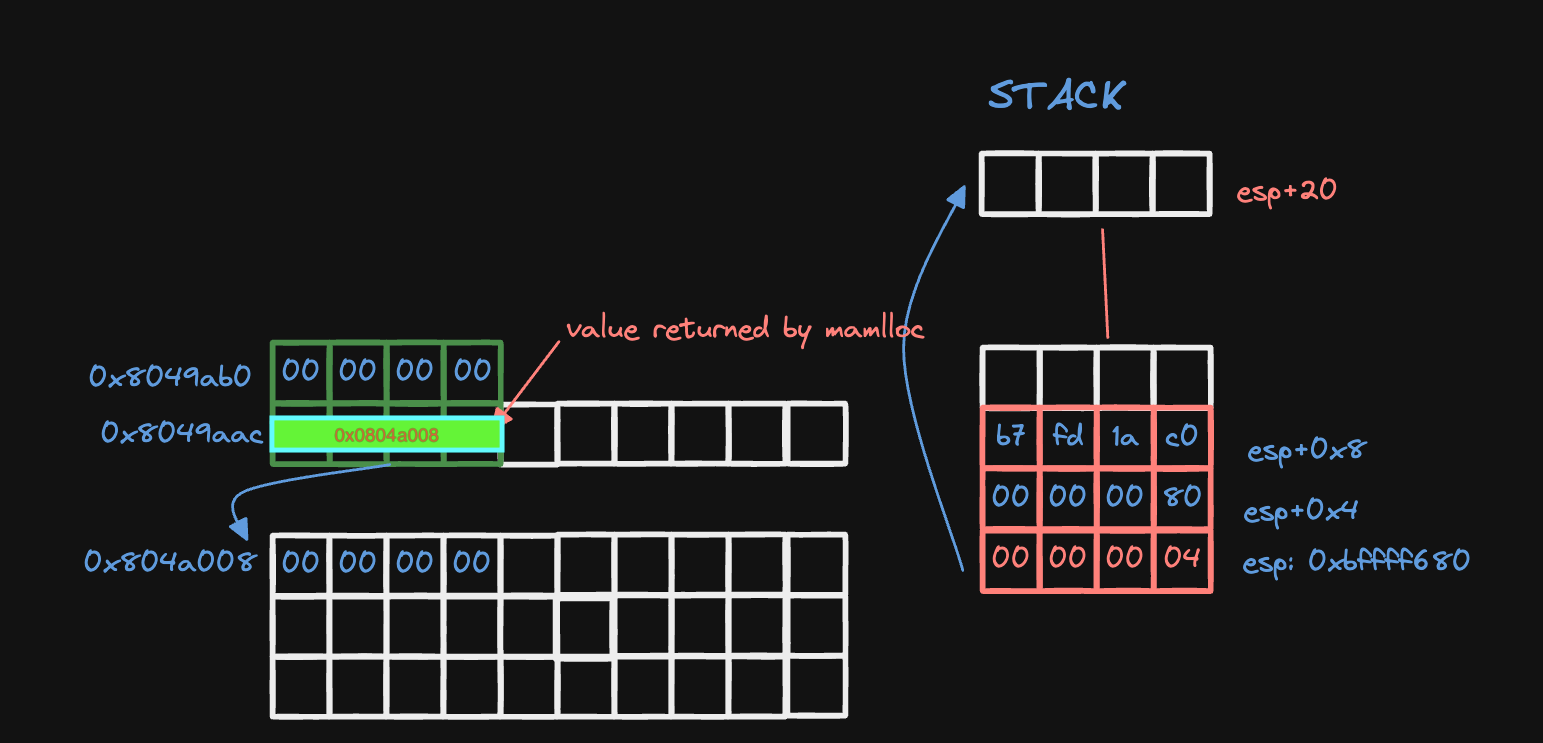 STACK
esp+20
value returned by mamlloc
0x8049ab0 00 00 00 00
0x8049aac 0x0804a008
0x804a008 00 00 00 00
b7 fd 1a c0 esp+0x8
00 00 00 80 esp+0x4
00 00 00 04 esp: 0xbffff680